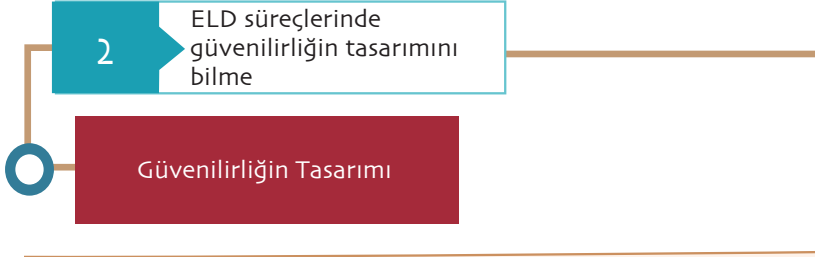 2
ELD süreçlerinde
güvenilirliğin tasarımını
bilme
Güvenilirliğin Tasarımı